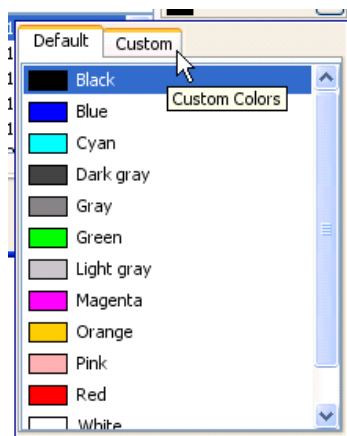 Default Custom
Black
Custom Colors
Blue
Cyan
Dark gray
Gray
Green
Light gray
Magenta
Orange
Pink
Red
White